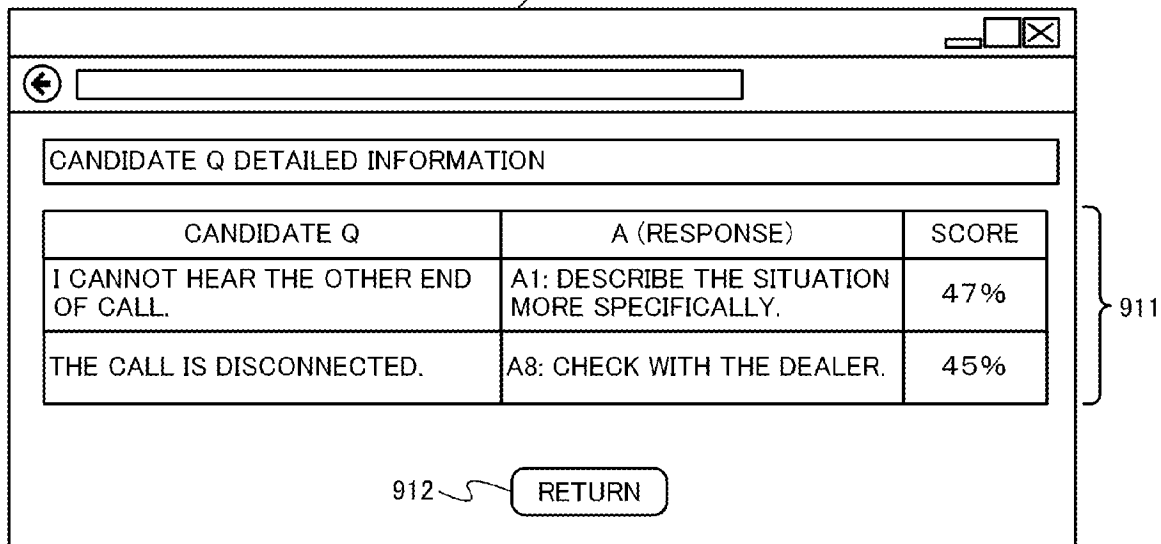 CANDIDATE Q DETAILED INFORMATION
CANDIDATE Q
A (RESPONSE)
SCORE
I CANNOT HEAR THE OTHER END
OF CALL.
A1: DESCRIBE THE SITUATION
MORE SPECIFICALLY.
47%
THE CALL IS DISCONNECTED.
A8: CHECK WITH THE DEALER.
45%
911
912
RETURN